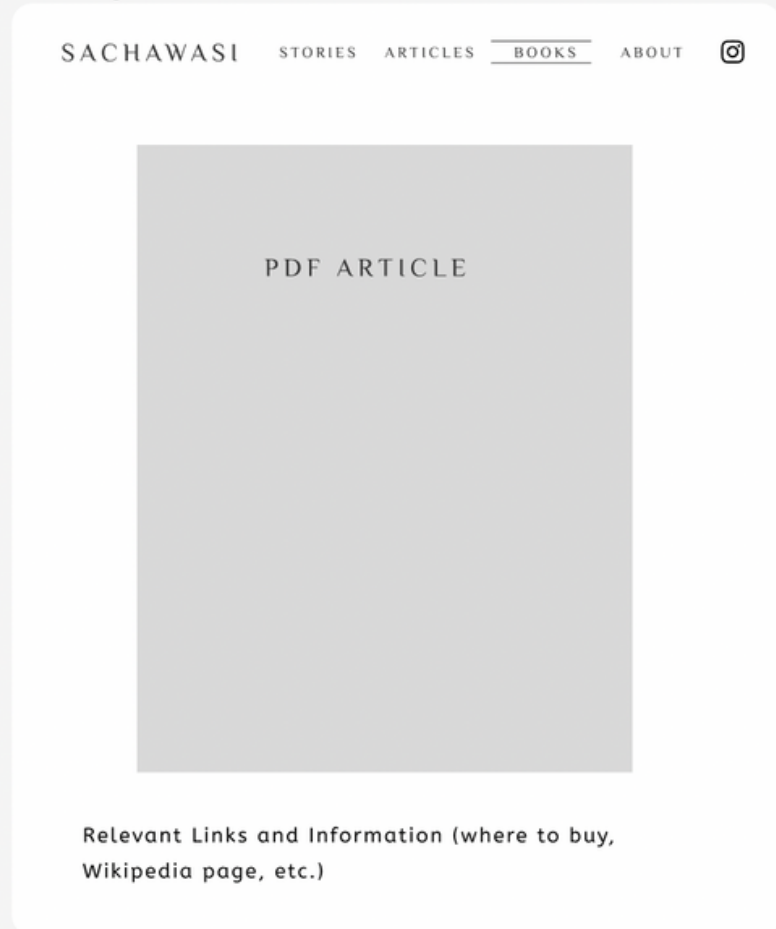 SACHAWASI STORIES ARTICLES BOOKS ABOUT
PDF ARTICLE
Relevant Links and Information (where to buy,
Wikipedia page, etc.)